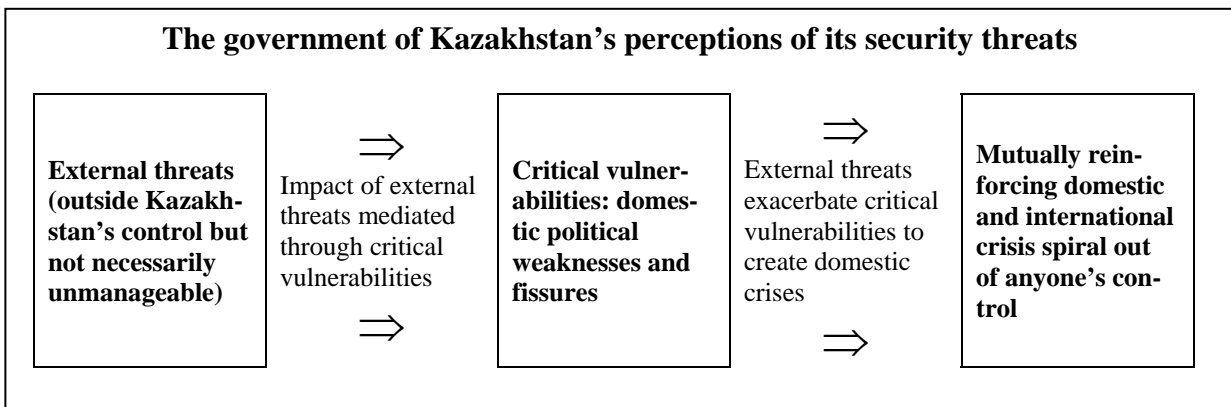 The government of Kazakhstan’s perceptions of its security threats
External threats
(outside Kazakh-
stan’s control but
not necessarily
unmanageable)
⇒
Impact of external
threats mediated
through critical
vulnerabilities
⇒
Critical vulner-
abilities: domes-
tic political
weaknesses and
fissures
⇒
External threats
exacerbate critical
vulnerabilities to
create domestic
crises
⇒
Mutually rein-
forcing domestic
and international
crisis spiral out
of anyone’s con-
trol